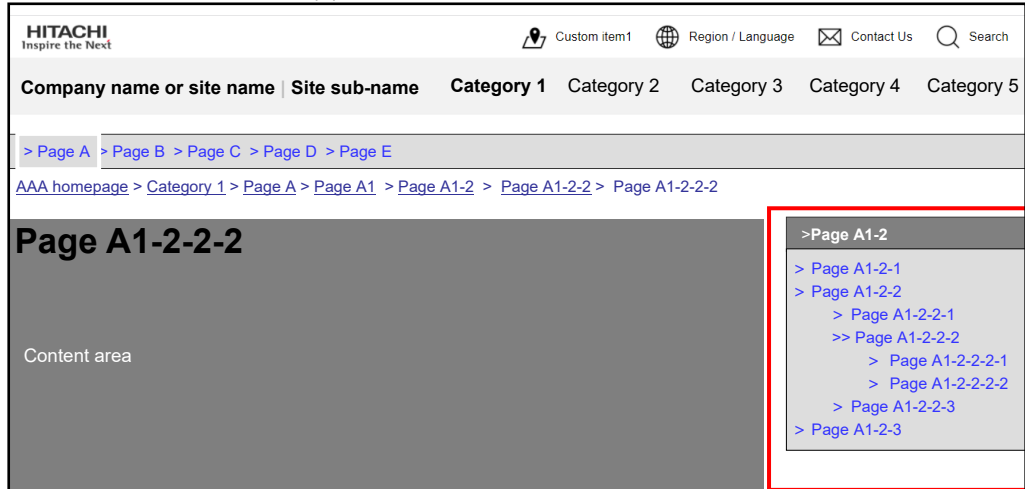 HITACHI
Inspire the Next
Custom item1 Region / Language Contact Us Search
Company name or site name | Site sub-name Category 1 Category 2 Category 3 Category 4 Category 5
> Page A > Page B > Page C > Page D > Page E
AAA homepage > Category 1 > Page A > Page A1 > Page A1-2 > Page A1-2-2 > Page A1-2-2-2
Page A1-2-2-2
Content area
>Page A1-2
> Page A1-2-1
> Page A1-2-2
> Page A1-2-2-1
>> Page A1-2-2-2
> Page A1-2-2-2-1
> Page A1-2-2-2-2
> Page A1-2-2-3
> Page A1-2-3